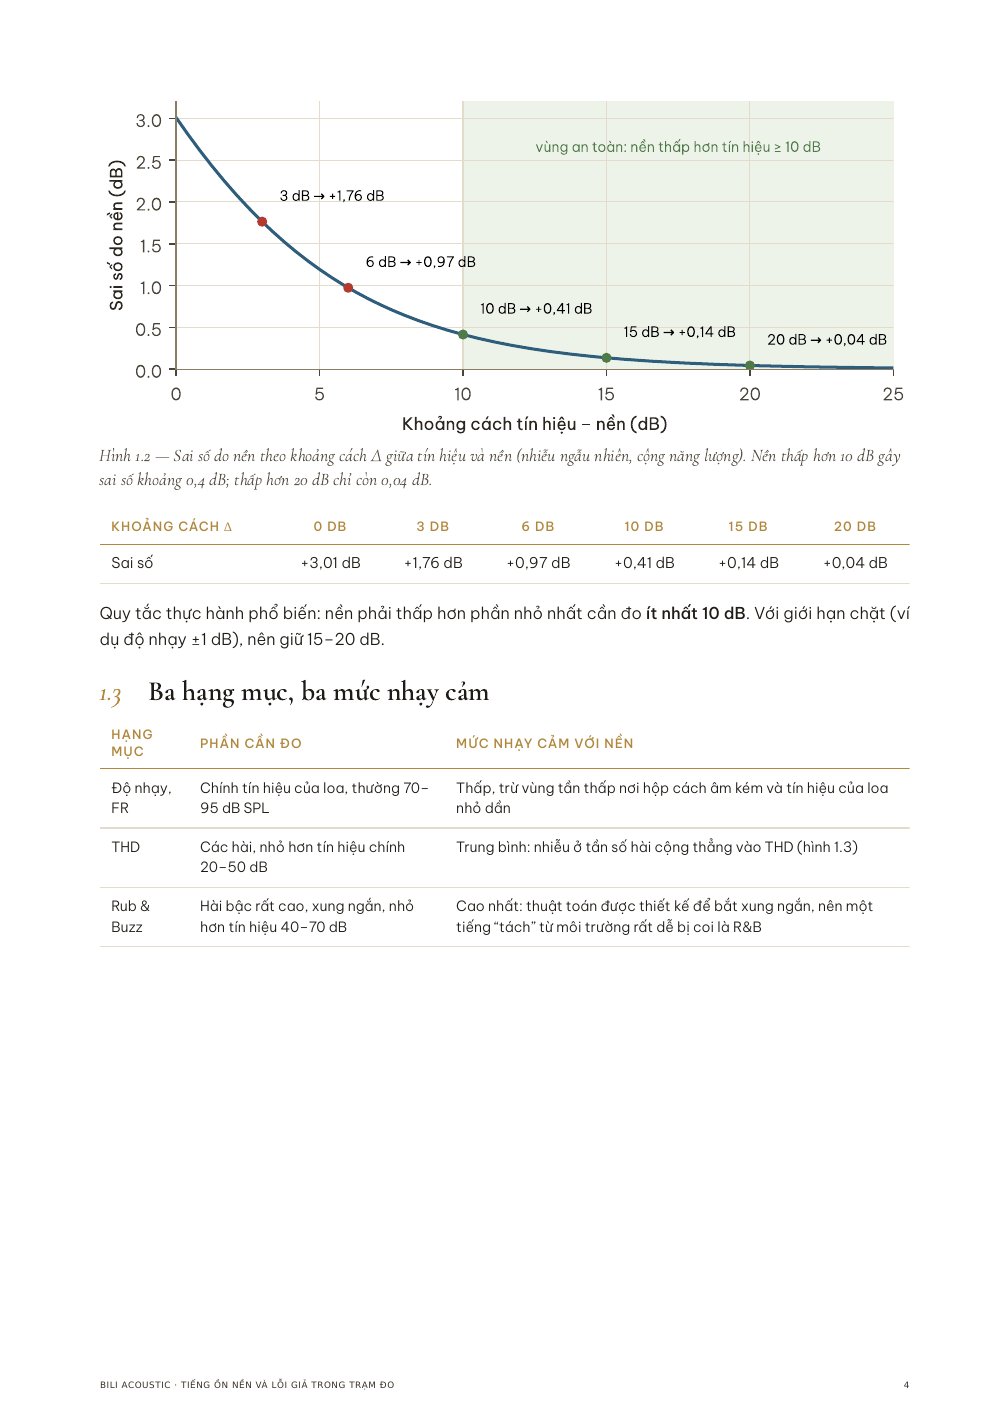 3.0
2.5
2.0
1.5
1.0
0.5
0.0
Sai số do nền (dB)
vùng an toàn: nền thấp hơn tín hiệu ≥ 10 dB
3 dB → +1,76 dB
6 dB → +0,97 dB
10 dB → +0,41 dB
15 dB → +0,14 dB
20 dB → +0,04 dB
0 5 10 15 20 25
Khoảng cách tín hiệu – nền (dB)
Hình 1.2 — Sai số do nền theo khoảng cách Δ giữa tín hiệu và nền (nhiễu ngẫu nhiên, cộng năng lượng). Nền thấp hơn 10 dB gây
sai số khoảng 0,4 dB; thấp hơn 20 dB chỉ còn 0,04 dB.
KHOẢNG CÁCH Δ 0 DB 3 DB 6 DB 10 DB 15 DB 20 DB
Sai số +3,01 dB +1,76 dB +0,97 dB +0,41 dB +0,14 dB +0,04 dB
Quy tắc thực hành phổ biến: nền phải thấp hơn phần nhỏ nhất cần đo ít nhất 10 dB. Với giới hạn chặt (ví
dụ độ nhạy ±1 dB), nên giữ 15–20 dB.
1.3 Ba hạng mục, ba mức nhạy cảm
HẠNG
MỤC
PHẦN CẦN ĐO
MỨC NHẠY CẢM VỚI NỀN
Độ nhạy,
FR
Chính tín hiệu của loa, thường 70–
95 dB SPL
Thấp, trừ vùng tần thấp nơi hộp cách âm kém và tín hiệu của loa
nhỏ dần
THD
Các hài, nhỏ hơn tín hiệu chính
20–50 dB
Trung bình: nhiễu ở tần số hài cộng thẳng vào THD (hình 1.3)
Rub &
Buzz
Hài bậc rất cao, xung ngắn, nhỏ
hơn tín hiệu 40–70 dB
Cao nhất: thuật toán được thiết kế để bắt xung ngắn, nên một
tiếng “tách” từ môi trường rất dễ bị coi là R&B
BILI ACOUSTIC · TIẾNG ỒN NỀN VÀ LỖI GIẢ TRONG TRẠM ĐO 4